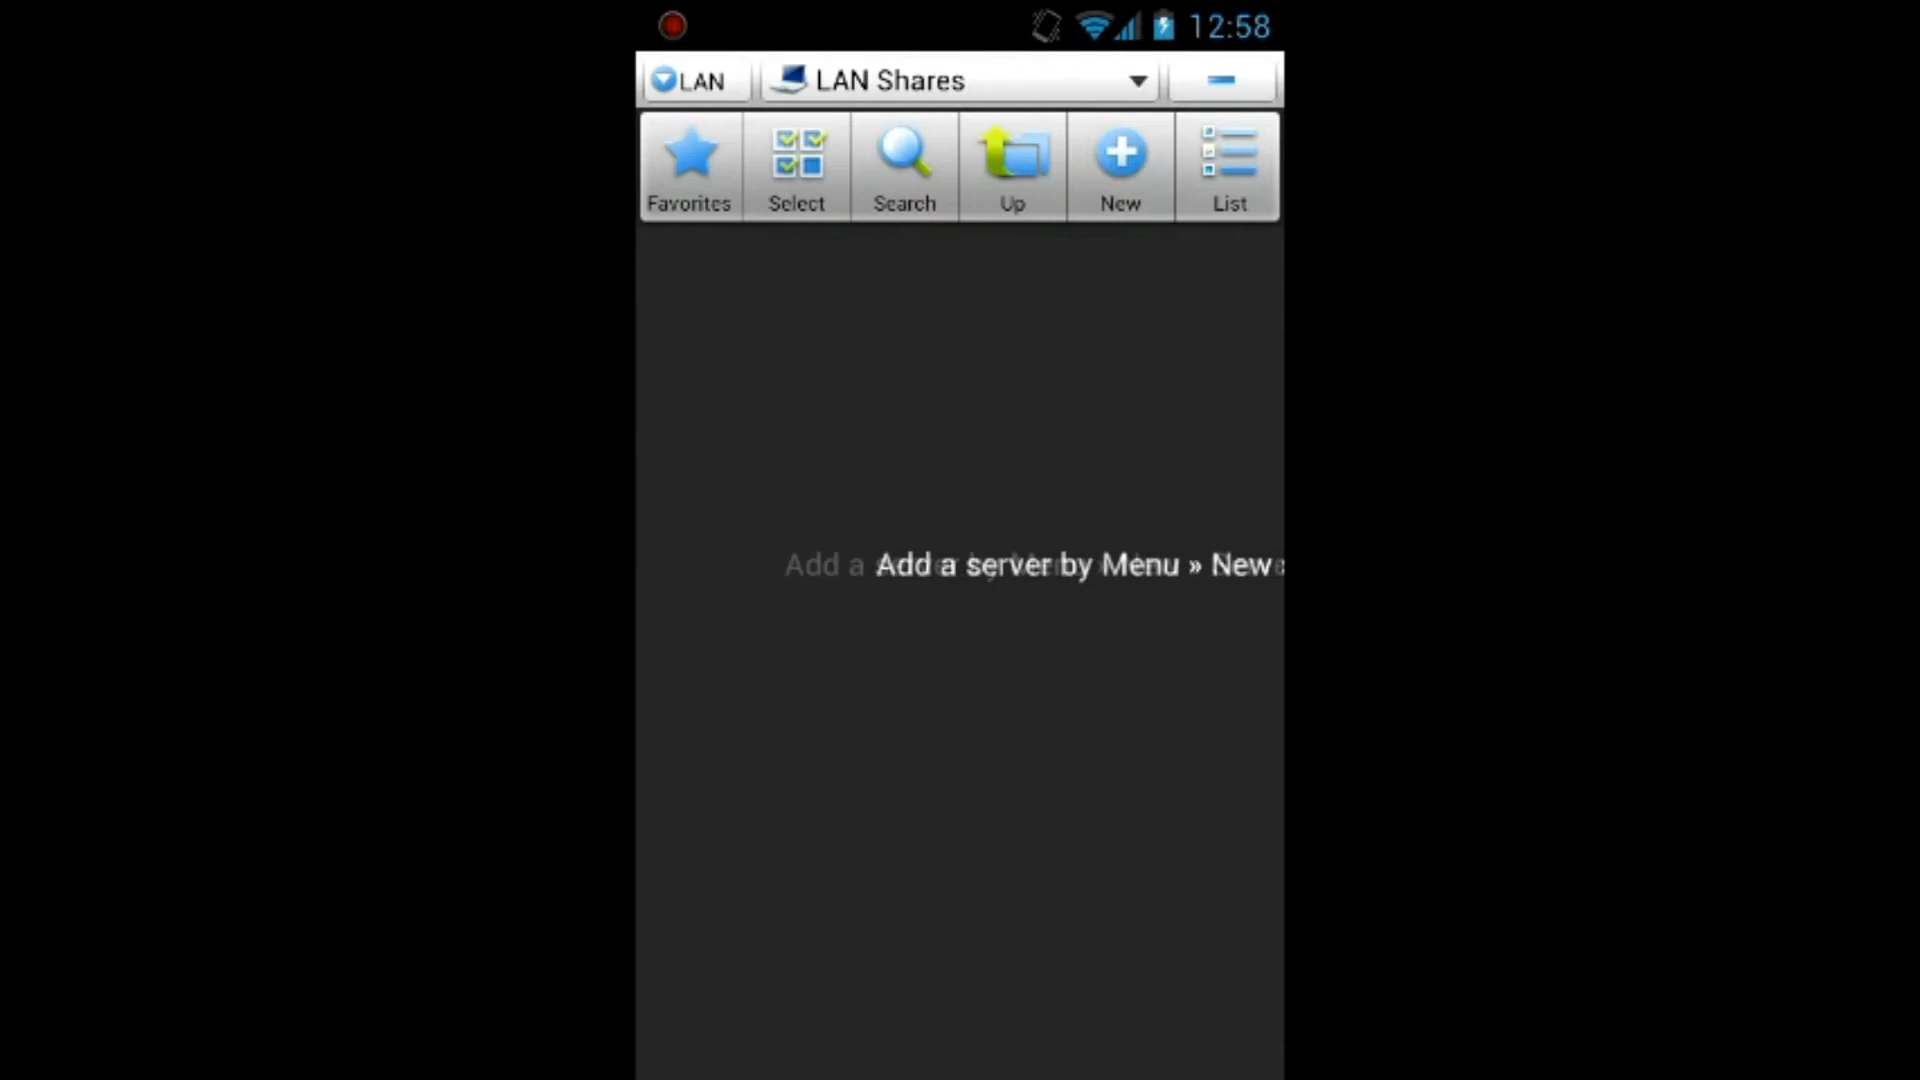 12:58
LAN
LAN Shares
Favorites
Select
Search
Up
New
List
Add a server by Menu » New